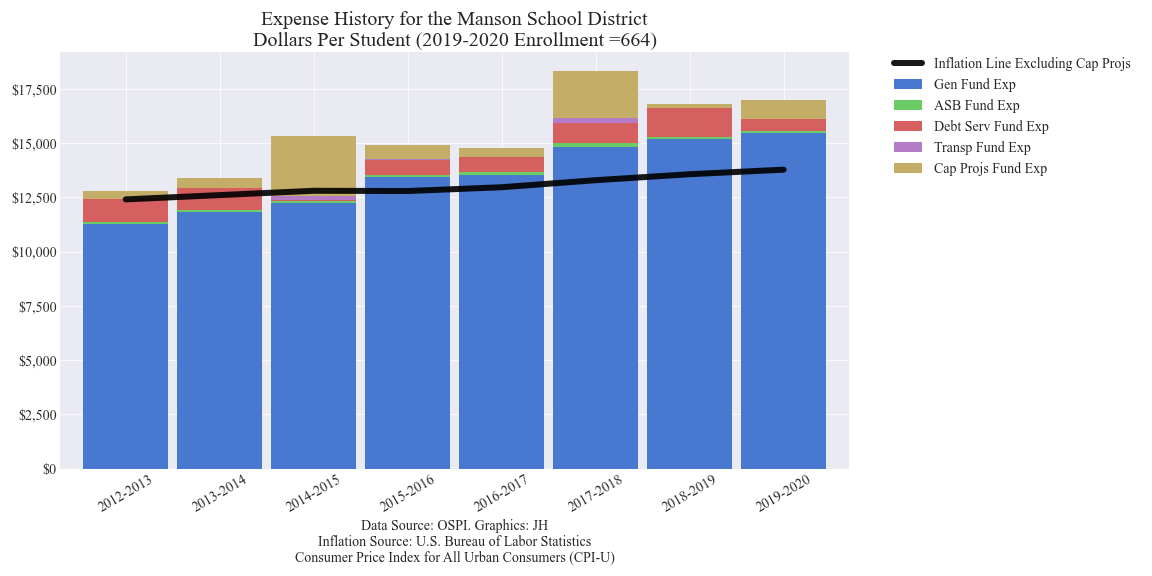 Expense History for the Manson School District
Dollars Per Student (2019-2020 Enrollment =664)
Inflation Line Excluding Cap Projs
Gen Fund Exp
ASB Fund Exp
Debt Serv Fund Exp
Transp Fund Exp
Cap Projs Fund Exp
$17,500
$15,000
$12,500
$10,000
$7,500
$5,000
$2,500
$0
2012-2013
2013-2014
2014-2015
2015-2016
2016-2017
2017-2018
2018-2019
2019-2020
Data Source: OSPI. Graphics: JH
Inflation Source: U.S. Bureau of Labor Statistics
Consumer Price Index for All Urban Consumers (CPI-U)